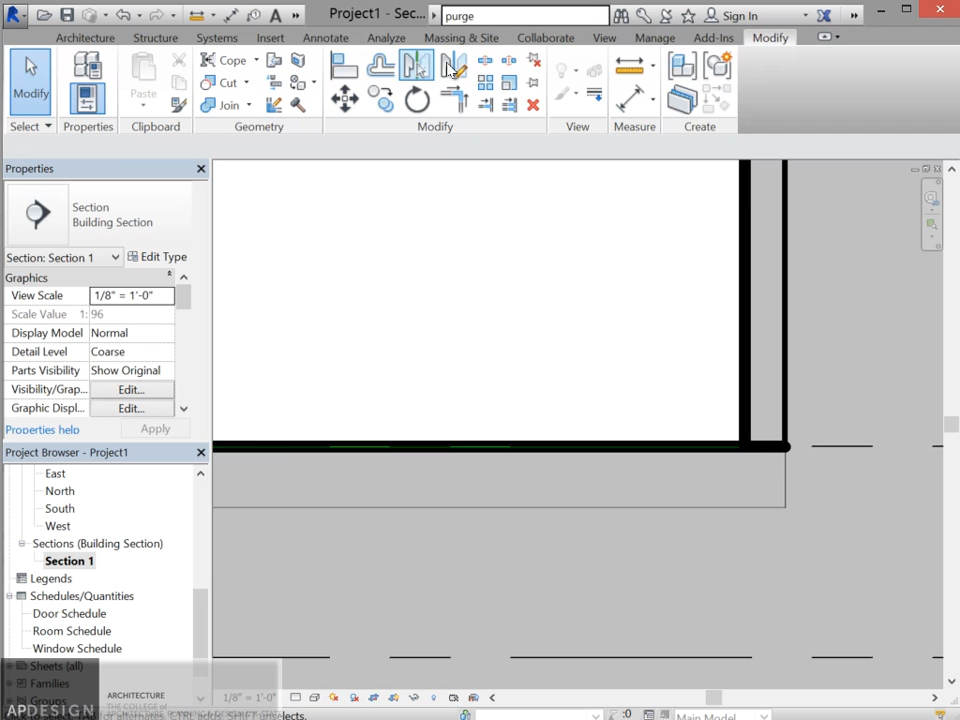 Project1 - Sec...
purge
Sign In
Architecture Structure Systems Insert Annotate Analyze Massing & Site Collaborate View Manage Add-Ins Modify
Modify
Paste
Cope
Cut
Join
Select Properties Clipboard Geometry Modify View Measure Create
Properties
Section
Building Section
Section: Section 1
Edit Type
Graphics
View Scale 1/8" = 1'-0"
Scale Value 1: 96
Display Model Normal
Detail Level Coarse
Parts Visibility Show Original
Visibility/Grap... Edit...
Graphic Displ... Edit...
Properties help Apply
Project Browser - Project1
East
North
South
West
Sections (Building Section)
Section 1
Legends
Schedules/Quantities
Door Schedule
Room Schedule
Window Schedule
Sheets (all)
Families
Groups
APDESIGN
ARCHITECTURE
THE COLLEGE of
1/8" = 1'-0"
:0
Main Model